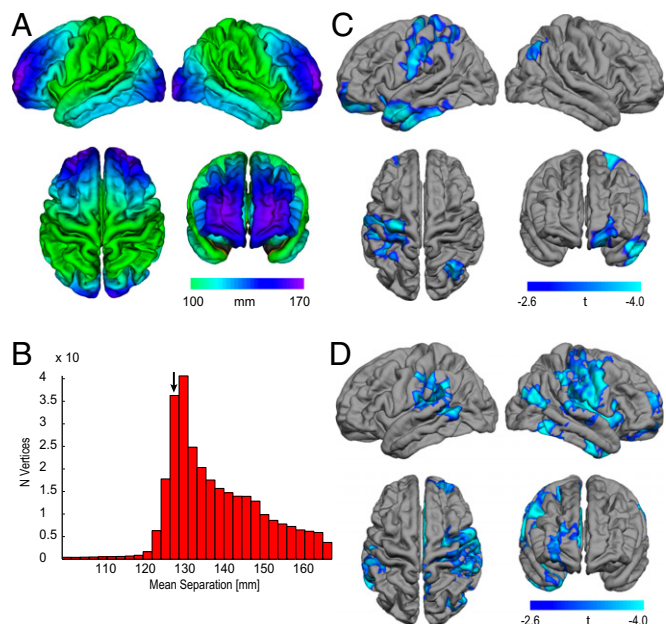 A
C
100 mm 170
-2.6 t -4.0
B
x 10
4
3.5
3
2.5
2
1.5
1
0.5
0
N Vertices
110 120 130 140 150 160
Mean Separation [mm]
D
-2.6 t -4.0